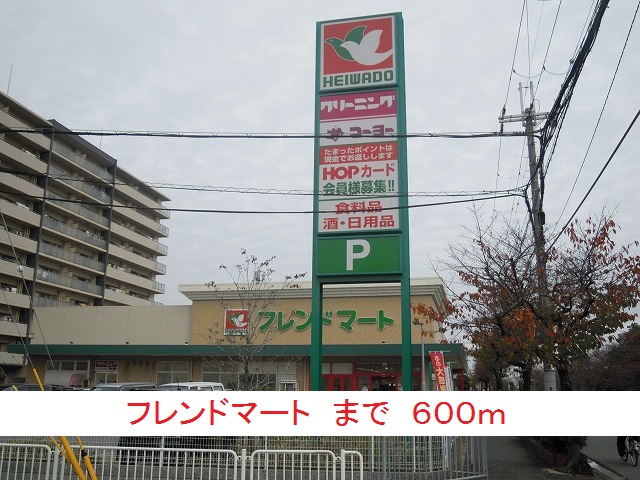 HEIWADO
クリーニング
コーヨー
たまったポイントは
現金でお返しします
HOPカード
会員様募集!!
食料品
酒・日用品
P
フレンドマート
フレンドマート　まで　600m